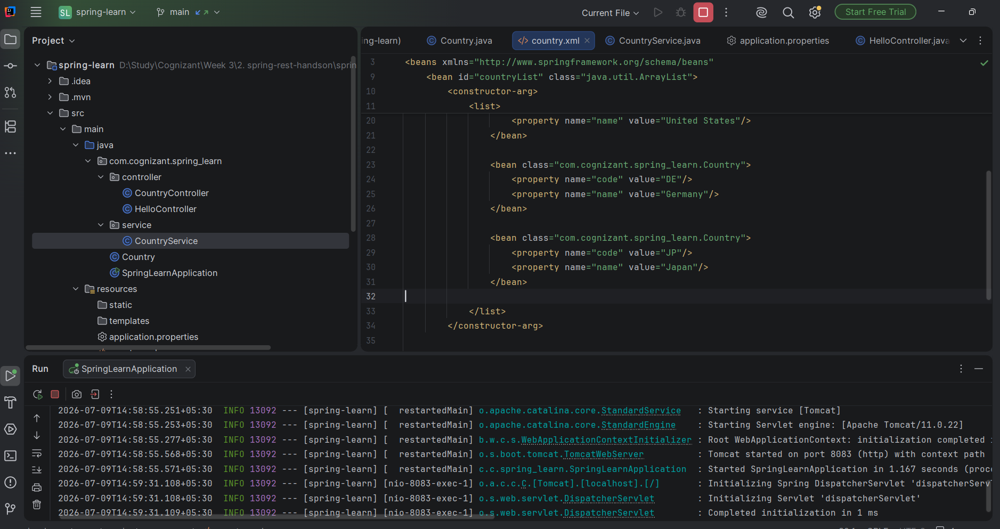 SL spring-learn
main
Current File
Start Free Trial
Project
spring-learn D:\Study\Cognizant\Week 3\2. spring-rest-handson\sprin
.idea
.mvn
src
main
java
com.cognizant.spring_learn
controller
CountryController
HelloController
service
CountryService
Country
SpringLearnApplication
resources
static
templates
application.properties
ing-learn)
Country.java
country.xml
CountryService.java
application.properties
HelloController.java
3 <beans xmlns="http://www.springframework.org/schema/beans"
9 <bean id="countryList" class="java.util.ArrayList">
10 <constructor-arg>
11 <list>
20 <property name="name" value="United States"/>
21 </bean>
22
23 <bean class="com.cognizant.spring_learn.Country">
24 <property name="code" value="DE"/>
25 <property name="name" value="Germany"/>
26 </bean>
27
28 <bean class="com.cognizant.spring_learn.Country">
29 <property name="code" value="JP"/>
30 <property name="name" value="Japan"/>
31 </bean>
32
33 </list>
34 </constructor-arg>
35
Run SpringLearnApplication
2026-07-09T14:58:55.251+05:30 INFO 13092 --- [spring-learn] [ restartedMain] o.apache.catalina.core.StandardService : Starting service [Tomcat]
2026-07-09T14:58:55.253+05:30 INFO 13092 --- [spring-learn] [ restartedMain] o.apache.catalina.core.StandardEngine : Starting Servlet engine: [Apache Tomcat/11.0.22]
2026-07-09T14:58:55.277+05:30 INFO 13092 --- [spring-learn] [ restartedMain] b.w.c.s.WebApplicationContextInitializer : Root WebApplicationContext: initialization completed
2026-07-09T14:58:55.568+05:30 INFO 13092 --- [spring-learn] [ restartedMain] o.s.boot.tomcat.TomcatWebServer : Tomcat started on port 8083 (http) with context path
2026-07-09T14:58:55.571+05:30 INFO 13092 --- [spring-learn] [ restartedMain] c.c.spring_learn.SpringLearnApplication : Started SpringLearnApplication in 1.167 seconds (proc
2026-07-09T14:59:31.108+05:30 INFO 13092 --- [spring-learn] [nio-8083-exec-1] o.a.c.c.C.[Tomcat].[localhost].[/] : Initializing Spring DispatcherServlet 'dispatcherServ
2026-07-09T14:59:31.108+05:30 INFO 13092 --- [spring-learn] [nio-8083-exec-1] o.s.web.servlet.DispatcherServlet : Initializing Servlet 'dispatcherServlet'
2026-07-09T14:59:31.109+05:30 INFO 13092 --- [spring-learn] [nio-8083-exec-1] o.s.web.servlet.DispatcherServlet : Completed initialization in 1 ms